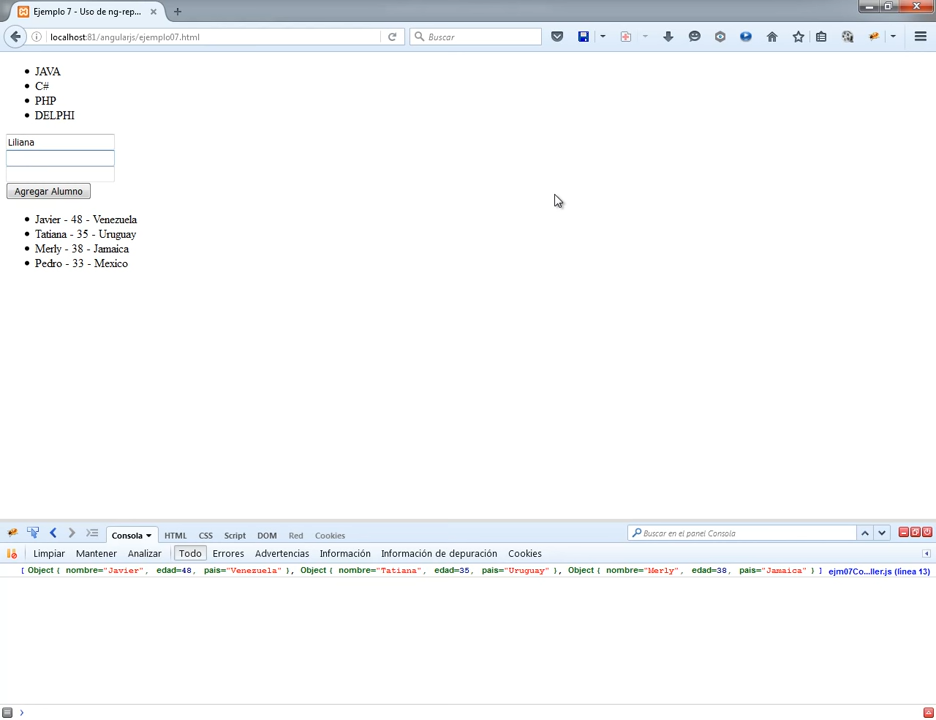 Ejemplo 7 - Uso de ng-rep... × +
localhost:81/angularjs/ejemplo07.html
Buscar
JAVA
C#
PHP
DELPHI
Liliana
Agregar Alumno
Javier - 48 - Venezuela
Tatiana - 35 - Uruguay
Merly - 38 - Jamaica
Pedro - 33 - Mexico
Consola HTML CSS Script DOM Red Cookies
Buscar en el panel Consola
Limpiar Mantener Analizar Todo Errores Advertencias Información Información de depuración Cookies
[ Object { nombre="Javier", edad=48, pais="Venezuela" }, Object { nombre="Tatiana", edad=35, pais="Uruguay" }, Object { nombre="Merly", edad=38, pais="Jamaica" } ] ejm07Co...ller.js (línea 13)